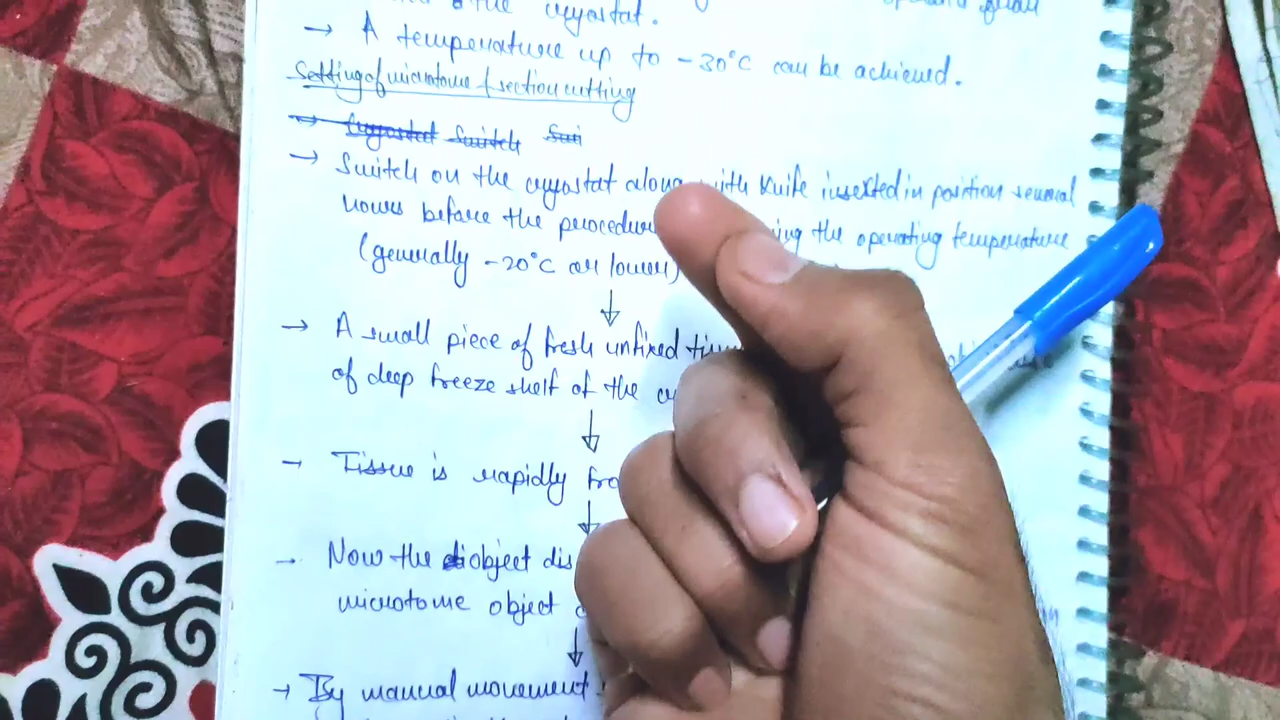 the cryostat.
→ A temperature up to -30°C can be achieved.
Setting of microtome & section cutting
→ Cryostat Switch Swi
→ Switch on the cryostat along with knife inserted in position several
hours before the procedure the operating temperature
(generally -20°C or lower)
↓
→ A small piece of fresh unfixed
of deep freeze shelf of the
↓
- Tissue is rapidly
↓
- Now the object
microtome object
↓
→ By manual movement